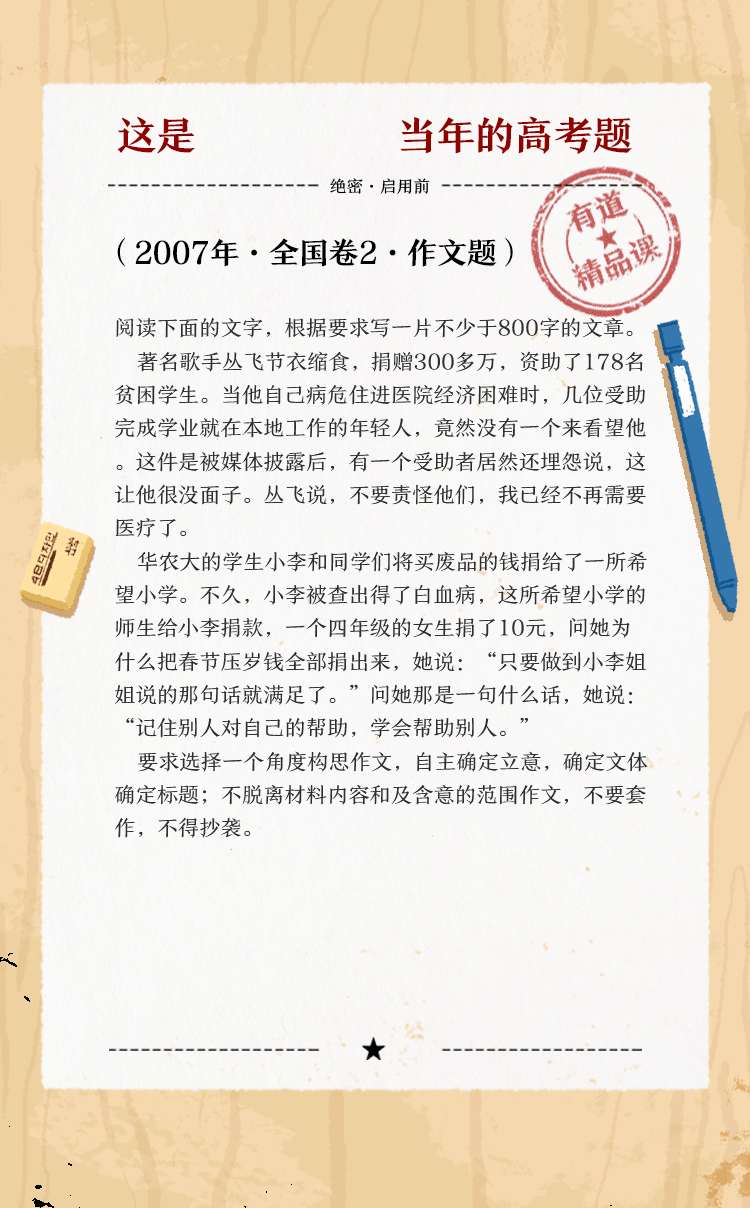 这是 当年的高考题
绝密·启用前
有道
精品课
（2007年·全国卷2·作文题）
阅读下面的文字，根据要求写一片不少于800字的文章。
著名歌手丛飞节衣缩食，捐赠300多万，资助了178名
贫困学生。当他自己病危住进医院经济困难时，几位受助
完成学业就在本地工作的年轻人，竟然没有一个来看望他
。这件是被媒体披露后，有一个受助者居然还埋怨说，这
让他很没面子。丛飞说，不要责怪他们，我已经不再需要
医疗了。
华农大的学生小李和同学们将买废品的钱捐给了一所希
望小学。不久，小李被查出得了白血病，这所希望小学的
师生给小李捐款，一个四年级的女生捐了10元，问她为
什么把春节压岁钱全部捐出来，她说：“只要做到小李姐
姐说的那句话就满足了。”问她那是一句什么话，她说：
“记住别人对自己的帮助，学会帮助别人。”
要求选择一个角度构思作文，自主确定立意，确定文体
确定标题；不脱离材料内容和及含意的范围作文，不要套
作，不得抄袭。